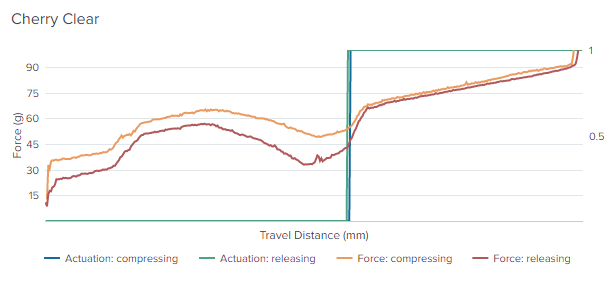 Cherry Clear
90
75
60
45
30
15
Force (g)
1
0.5
Travel Distance (mm)
Actuation: compressing Actuation: releasing Force: compressing Force: releasing